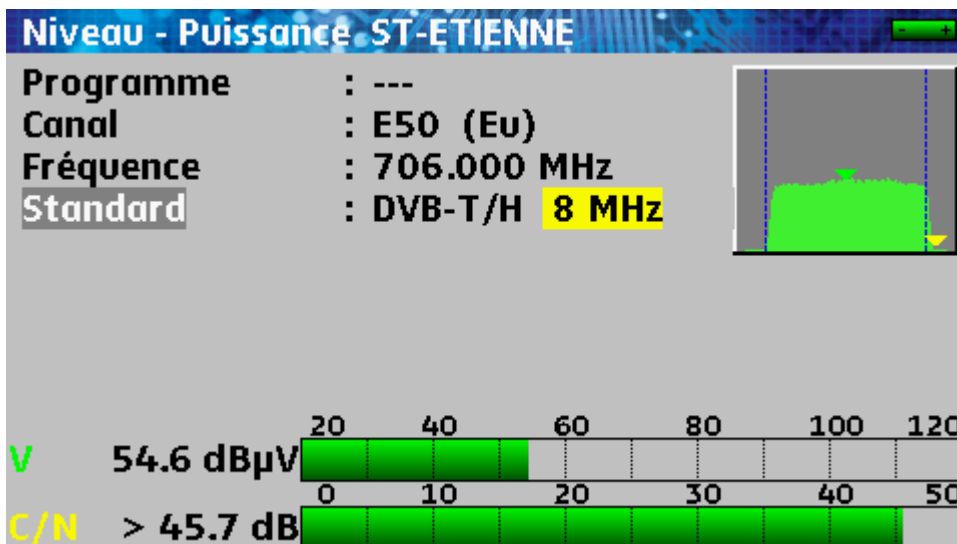 Niveau - Puissance ST-ETIENNE - +
Programme : ---
Canal : E50 (Eu)
Fréquence : 706.000 MHz
Standard : DVB-T/H 8 MHz
20 40 60 80 100 120
V 54.6 dBµV
0 10 20 30 40 50
C/N > 45.7 dB